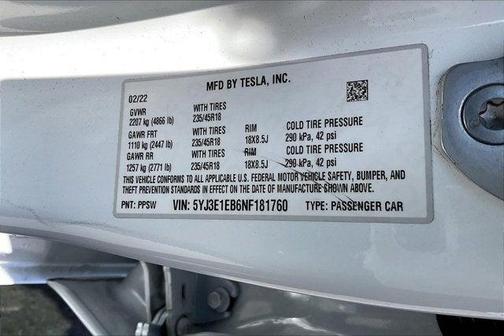 MFD BY TESLA, INC.
02/22
GVWR WITH TIRES
2207 kg (4866 lb) 235/45R18 RIM COLD TIRE PRESSURE
GAWR FRT WITH TIRES 18X8.5J 290 kPa, 42 psi
1110 kg (2447 lb) 235/45R18 RIM COLD TIRE PRESSURE
GAWR RR WITH TIRES 18X8.5J 290 kPa, 42 psi
1257 kg (2771 lb) 235/45R18
THIS VEHICLE CONFORMS TO ALL APPLICABLE U.S. FEDERAL MOTOR VEHICLE SAFETY, BUMPER, AND
THEFT PREVENTION STANDARDS IN EFFECT ON THE DATE OF MANUFACTURE SHOWN ABOVE.
PNT: PPSW VIN: 5YJ3E1EB6NF181760 TYPE: PASSENGER CAR